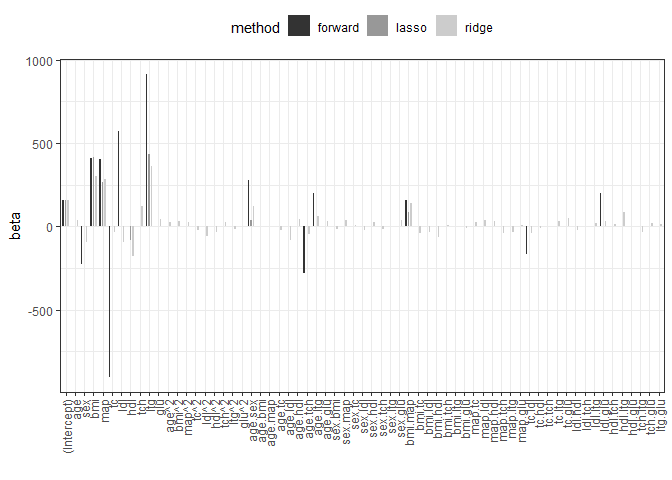 method forward lasso ridge
1000
500
0
-500
beta
(Intercept)
age
sex
bmi
map
tc
ldl
hdl
tch
ltg
glu
age^2
bmi^2
map^2
tc^2
ldl^2
hdl^2
tch^2
ltg^2
glu^2
age.sex
age.bmi
age.map
age.tc
age.ldl
age.hdl
age.tch
age.ltg
age.glu
sex.bmi
sex.map
sex.tc
sex.ldl
sex.hdl
sex.tch
sex.ltg
sex.glu
bmi.map
bmi.tc
bmi.ldl
bmi.hdl
bmi.tch
bmi.ltg
bmi.glu
map.tc
map.ldl
map.hdl
map.tch
map.ltg
map.glu
tc.ldl
tc.hdl
tc.tch
tc.ltg
tc.glu
ldl.hdl
ldl.tch
ldl.ltg
ldl.glu
hdl.tch
hdl.ltg
hdl.glu
tch.ltg
tch.glu
ltg.glu